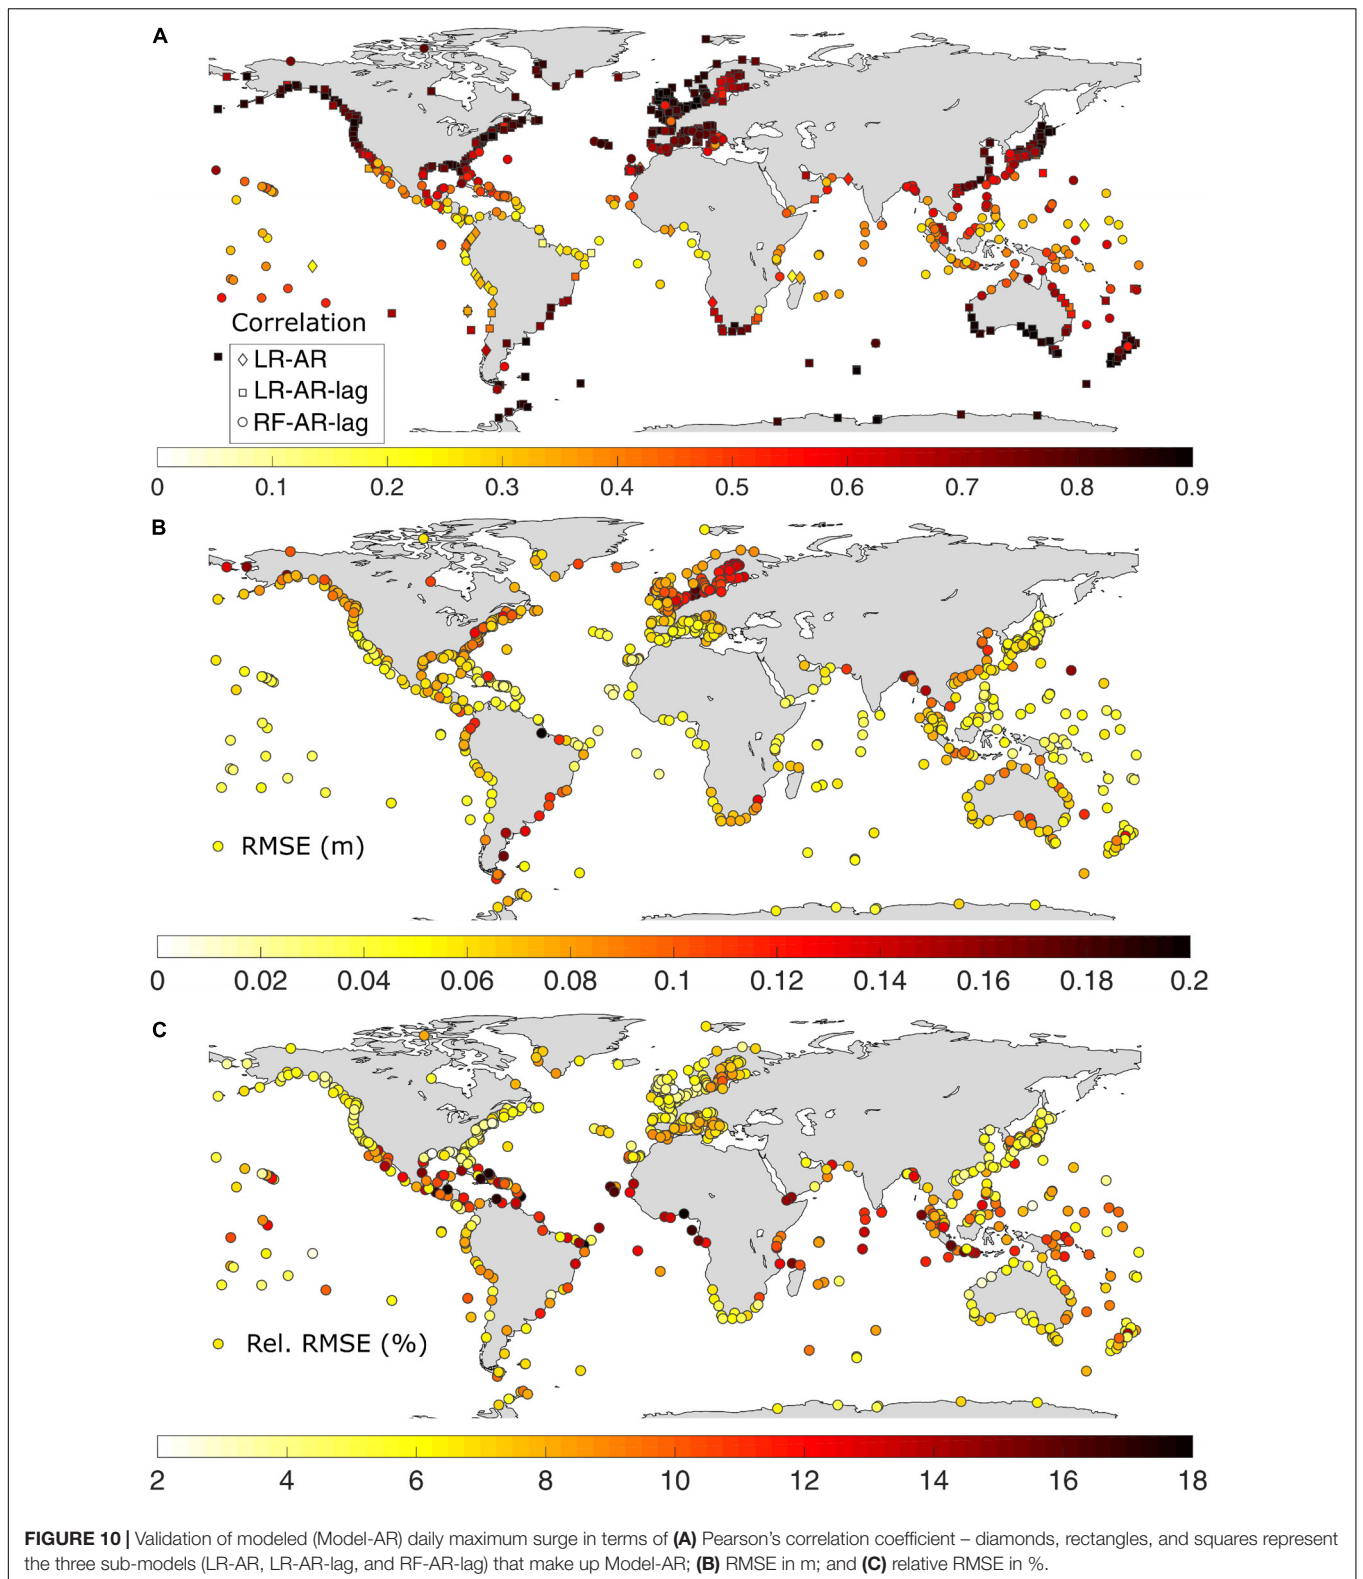 A
Correlation
LR-AR
LR-AR-lag
RF-AR-lag
0 0.1 0.2 0.3 0.4 0.5 0.6 0.7 0.8 0.9
B
RMSE (m)
0 0.02 0.04 0.06 0.08 0.1 0.12 0.14 0.16 0.18 0.2
C
Rel. RMSE (%)
2 4 6 8 10 12 14 16 18
FIGURE 10 | Validation of modeled (Model-AR) daily maximum surge in terms of (A) Pearson's correlation coefficient – diamonds, rectangles, and squares represent
the three sub-models (LR-AR, LR-AR-lag, and RF-AR-lag) that make up Model-AR; (B) RMSE in m; and (C) relative RMSE in %.